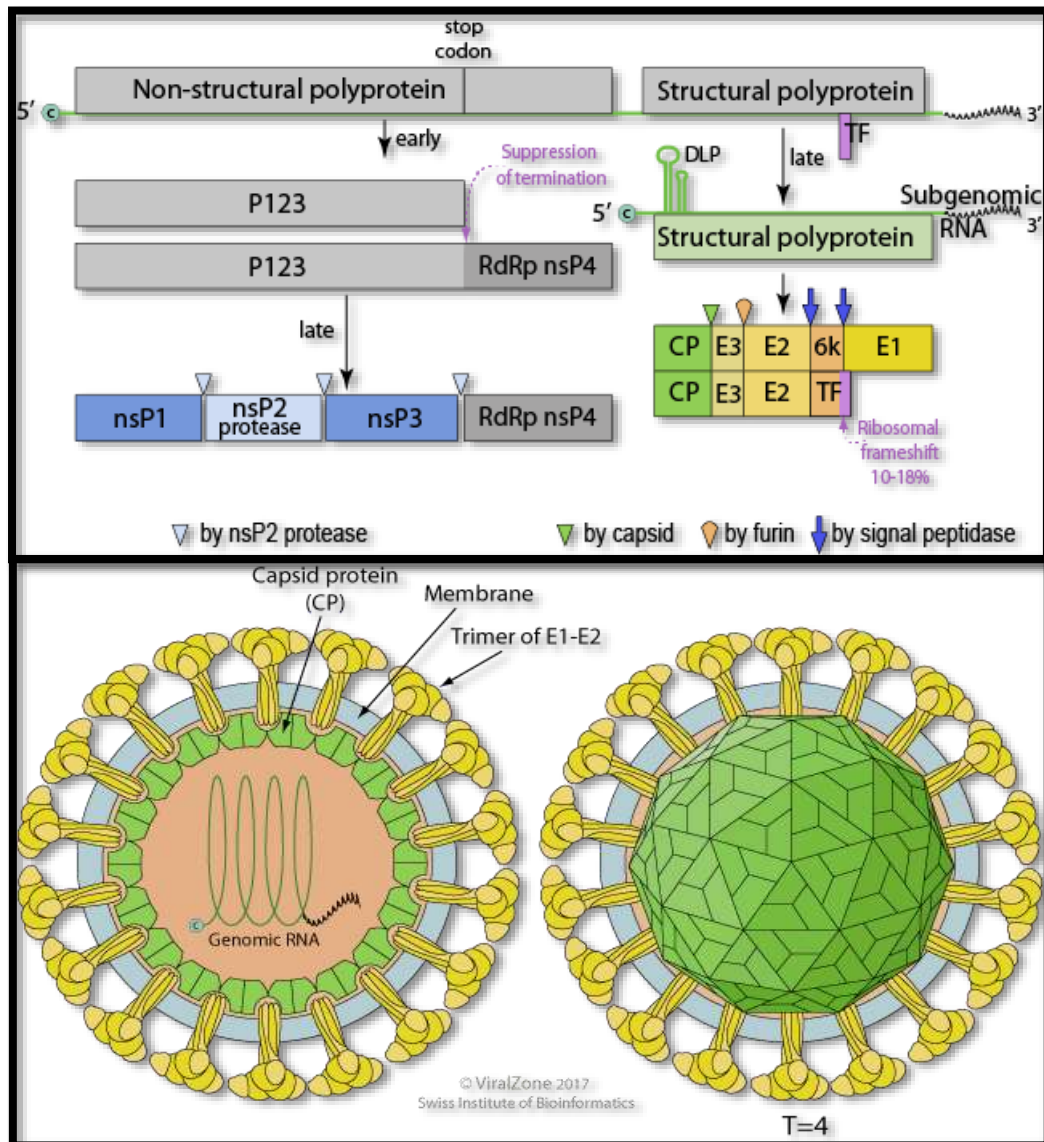 stop
codon
Non-structural polyprotein
Structural polyprotein
5′ c
3′
TF
early
late
Suppression
of termination
DLP
P123
Subgenomic
RNA
5′ c
3′
Structural polyprotein
P123
RdRp nsP4
late
CP E3 E2 6k E1
CP E3 E2 TF
nsP1
nsP2
protease
nsP3
RdRp nsP4
Ribosomal
frameshift
10-18%
by nsP2 protease
by capsid
by furin
by signal peptidase
Capsid protein
(CP)
Membrane
Trimer of E1-E2
c
Genomic RNA
© ViralZone 2017
Swiss Institute of Bioinformatics
T=4